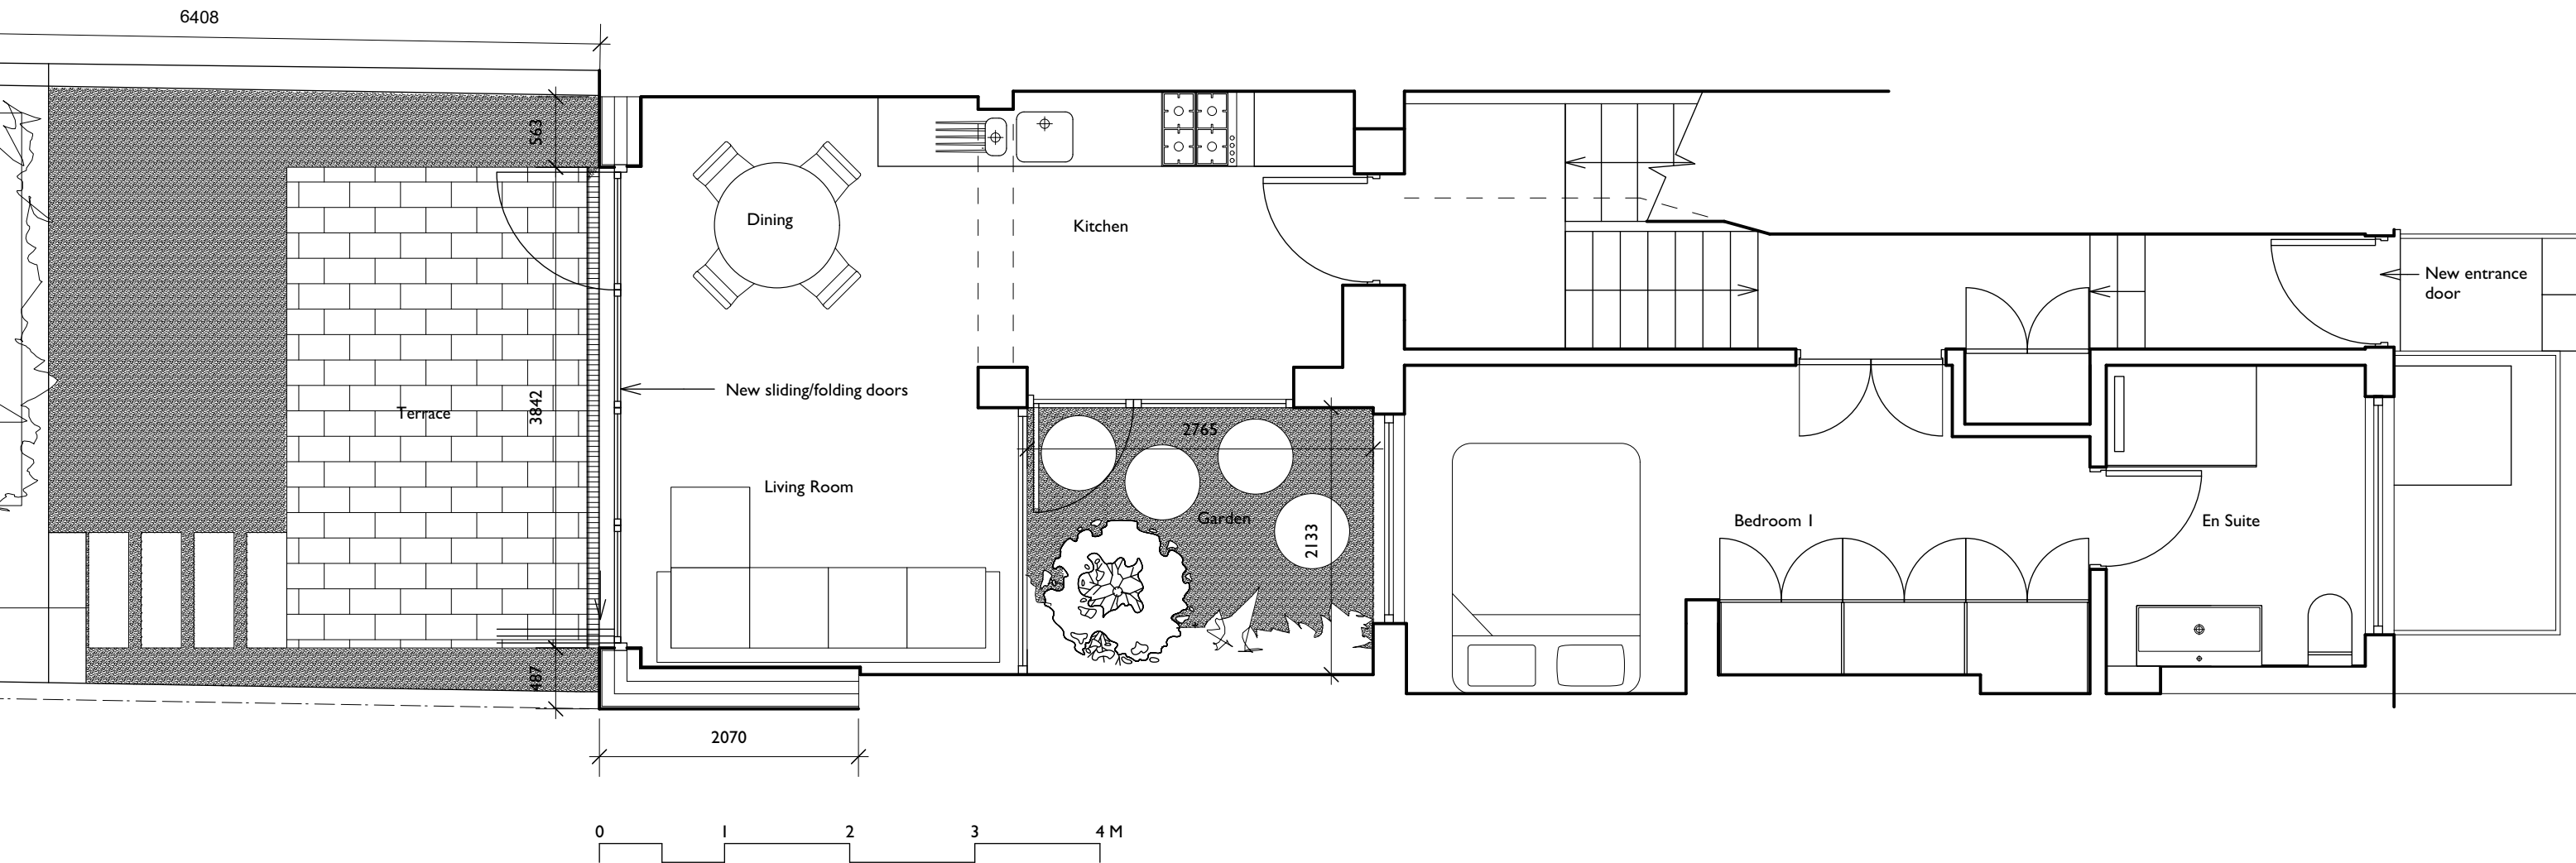 6408
563
Dining
Kitchen
New entrance
door
New sliding/folding doors
Terrace
3842
2765
Living Room
Garden
2133
Bedroom 1
En Suite
487
2070
0 1 2 3 4 M